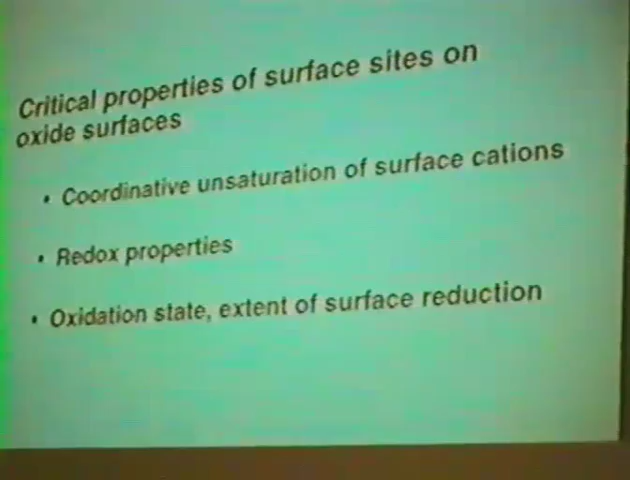 Critical properties of surface sites on
oxide surfaces
• Coordinative unsaturation of surface cations
• Redox properties
• Oxidation state, extent of surface reduction